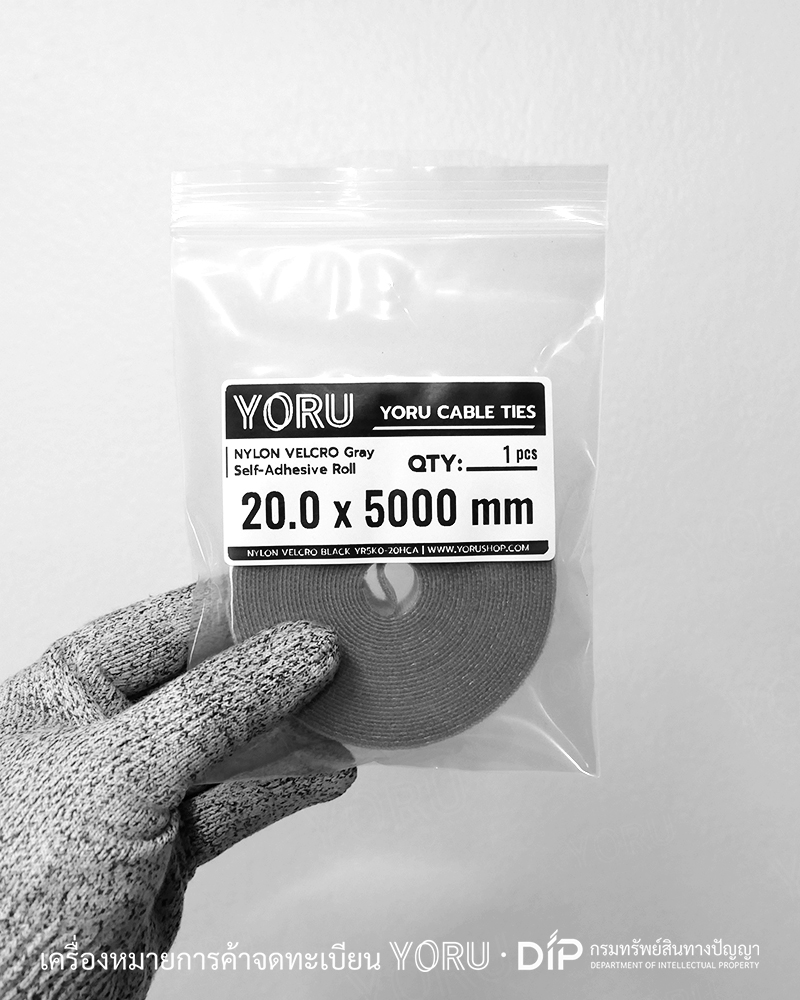 YORU YORU CABLE TIES
NYLON VELCRO Gray
Self-Adhesive Roll
QTY: 1 pcs
20.0 x 5000 mm
NYLON VELCRO BLACK YR5K0-20HCA | WWW.YORUSHOP.COM
เครื่องหมายการค้าจดทะเบียน YORU · DIP กรมทรัพย์สินทางปัญญา
DEPARTMENT OF INTELLECTUAL PROPERTY